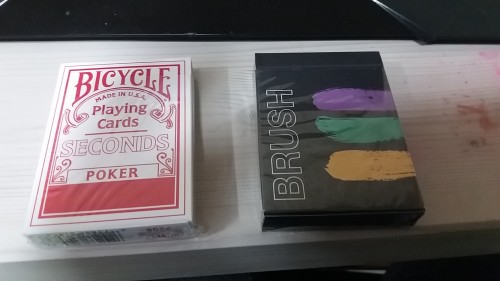 BICYCLE
MADE IN U.S.A.
Playing
Cards
SECONDS
POKER
BRUSH